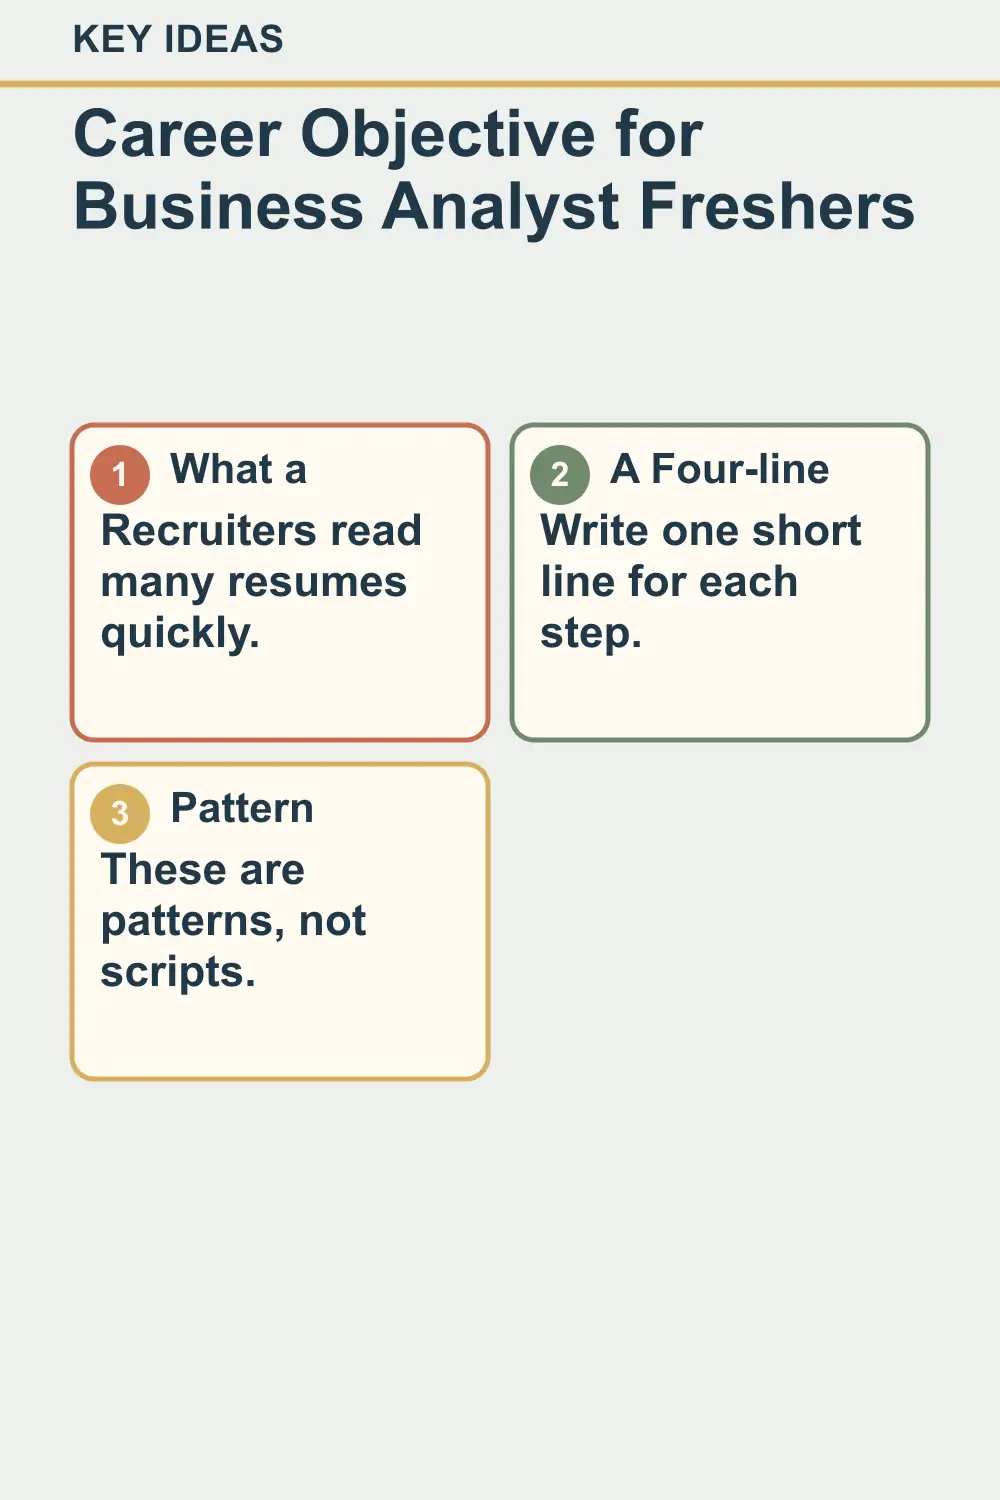 KEY IDEAS
Career Objective for
Business Analyst Freshers
1 What a
Recruiters read
many resumes
quickly.
2 A Four-line
Write one short
line for each
step.
3 Pattern
These are
patterns, not
scripts.